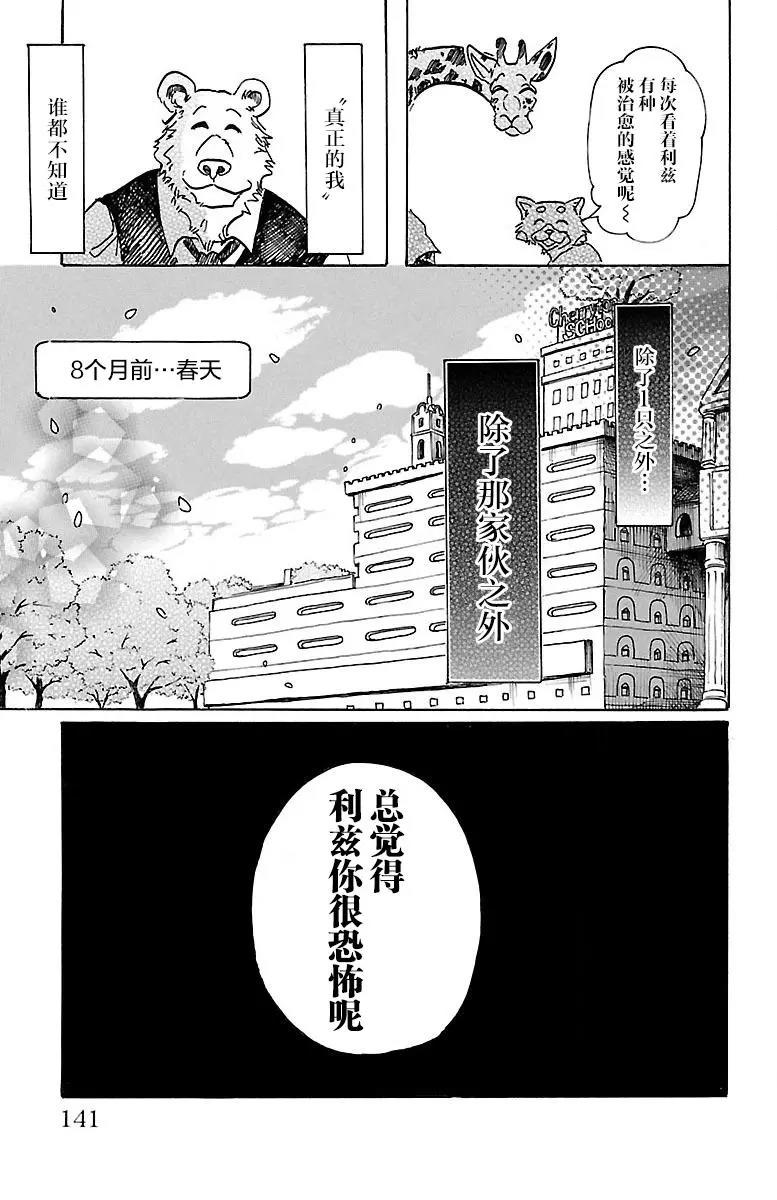 每次看着利兹
有种
被治愈的感觉呢～
〝真正的我〞
谁都不知道
Cherryton
SCHOOL
除了1只之外…
除了那家伙之外
8个月前…春天
总觉得
利兹你很恐怖呢
141